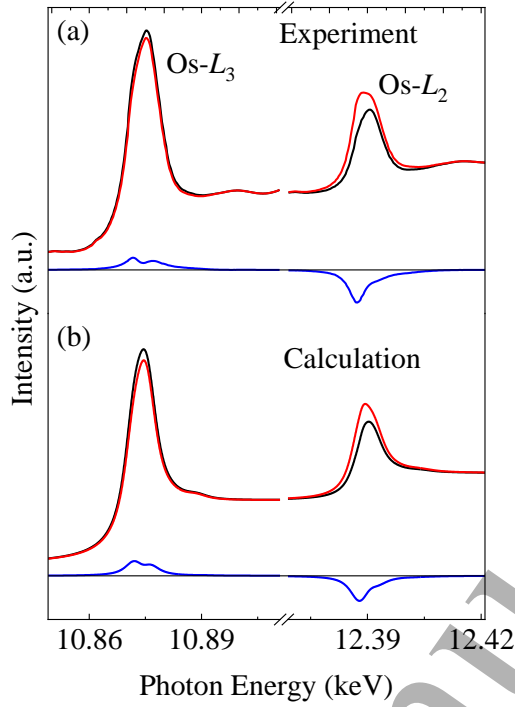 (a)
Experiment
Os-L3
Os-L2
Intensity (a.u.)
(b)
Calculation
10.86
10.89
12.39
12.42
Photon Energy (keV)